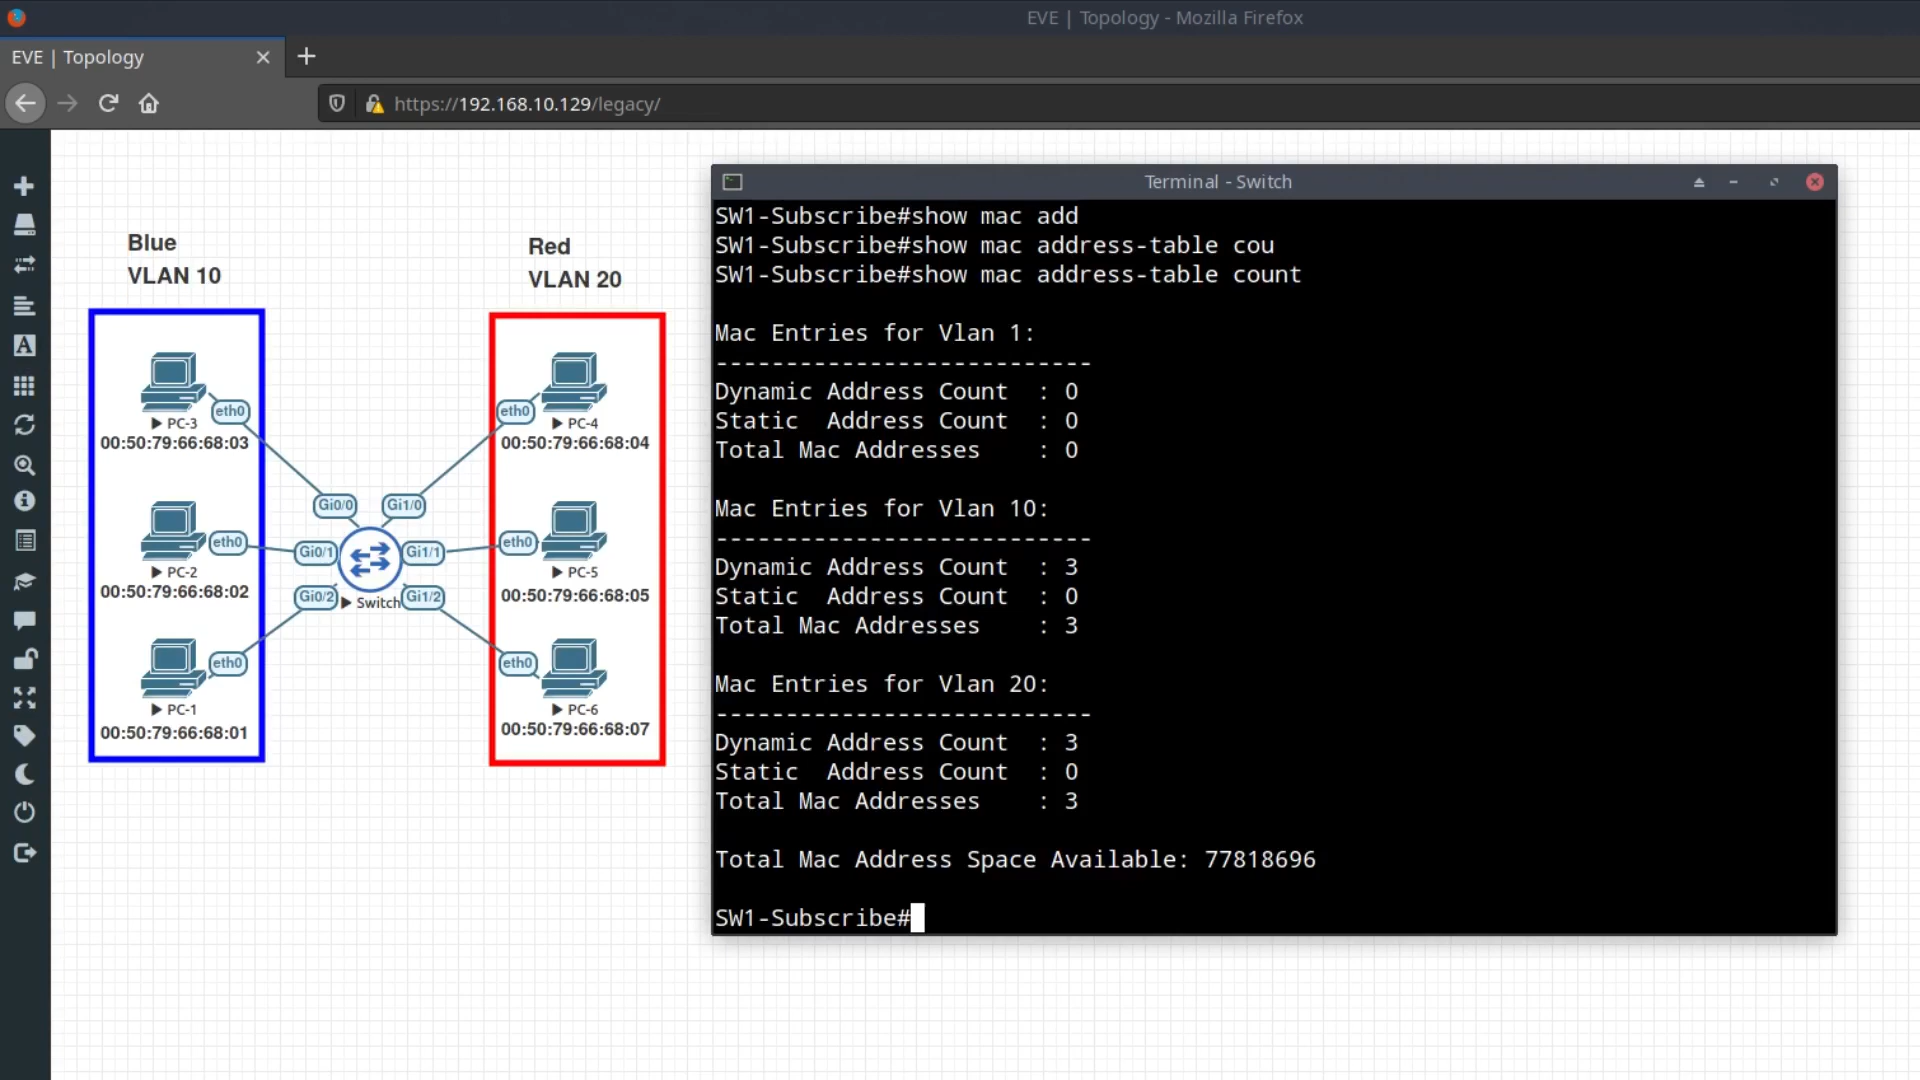 EVE | Topology - Mozilla Firefox
EVE | Topology
https://192.168.10.129/legacy/
Blue
VLAN 10
PC-3
eth0
00:50:79:66:68:03
PC-2
eth0
00:50:79:66:68:02
PC-1
eth0
00:50:79:66:68:01
Gi0/0
Gi1/0
Gi0/1
Gi1/1
Gi0/2
Switch
Gi1/2
Red
VLAN 20
eth0
PC-4
00:50:79:66:68:04
eth0
PC-5
00:50:79:66:68:05
eth0
PC-6
00:50:79:66:68:07
Terminal - Switch
SW1-Subscribe#show mac add
SW1-Subscribe#show mac address-table cou
SW1-Subscribe#show mac address-table count
Mac Entries for Vlan 1:
---------------------------
Dynamic Address Count  : 0
Static  Address Count  : 0
Total Mac Addresses    : 0
Mac Entries for Vlan 10:
---------------------------
Dynamic Address Count  : 3
Static  Address Count  : 0
Total Mac Addresses    : 3
Mac Entries for Vlan 20:
---------------------------
Dynamic Address Count  : 3
Static  Address Count  : 0
Total Mac Addresses    : 3
Total Mac Address Space Available: 77818696
SW1-Subscribe#